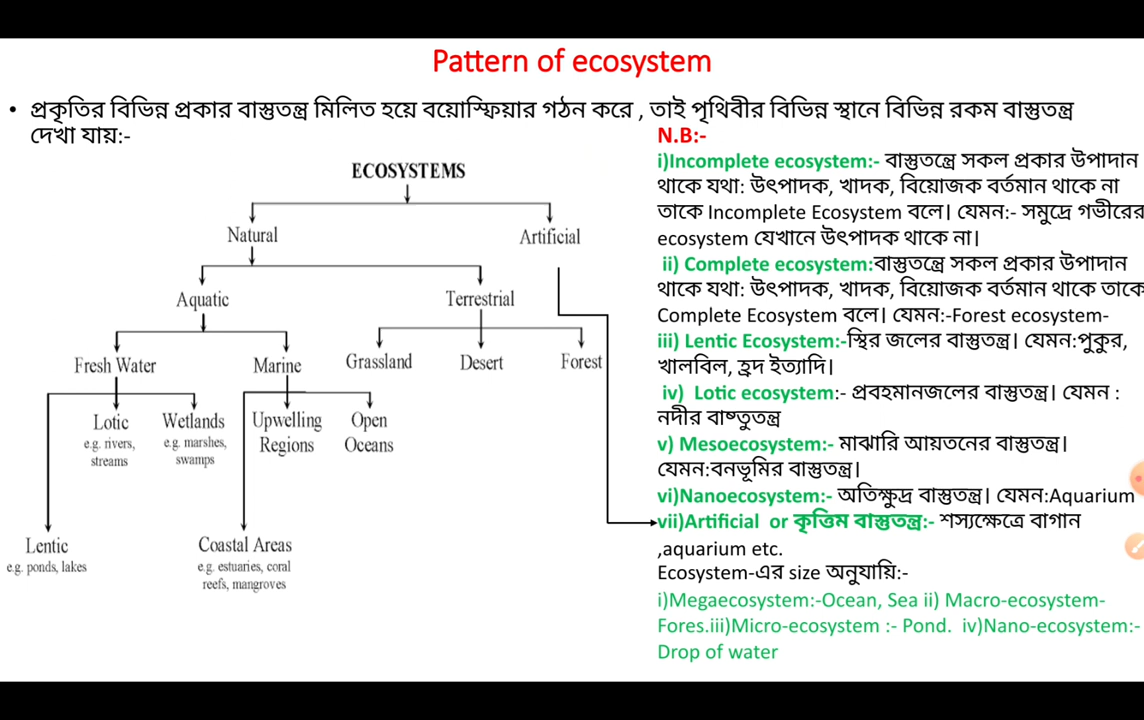 Pattern of ecosystem
• প্রকৃতির বিভিন্ন প্রকার বাস্তুতন্ত্র মিলিত হয়ে বয়োস্ফিয়ার গঠন করে , তাই পৃথিবীর বিভিন্ন স্থানে বিভিন্ন রকম বাস্তুতন্ত্র
দেখা যায়:-
ECOSYSTEMS
Natural
Artificial
Aquatic
Terrestrial
Fresh Water
Marine
Grassland
Desert
Forest
Lotic
e.g. rivers,
streams
Wetlands
e.g. marshes,
swamps
Upwelling
Regions
Open
Oceans
Lentic
e.g. ponds, lakes
Coastal Areas
e.g. estuaries, coral
reefs, mangroves
N.B:-
i)Incomplete ecosystem:- বাস্তুতন্ত্রে সকল প্রকার উপাদান
থাকে যথা: উৎপাদক, খাদক, বিয়োজক বর্তমান থাকে না
তাকে Incomplete Ecosystem বলে। যেমন:- সমুদ্রে গভীরের
ecosystem যেখানে উৎপাদক থাকে না।
ii) Complete ecosystem:বাস্তুতন্ত্রে সকল প্রকার উপাদান
থাকে যথা: উৎপাদক, খাদক, বিয়োজক বর্তমান থাকে তাকে
Complete Ecosystem বলে। যেমন:-Forest ecosystem-
iii) Lentic Ecosystem:-স্থির জলের বাস্তুতন্ত্র। যেমন:পুকুর,
খালবিল, হ্রদ ইত্যাদি।
iv) Lotic ecosystem:- প্রবহমানজলের বাস্তুতন্ত্র। যেমন :
নদীর বাষ্তুতন্ত্র
v) Mesoecosystem:- মাঝারি আয়তনের বাস্তুতন্ত্র।
যেমন:বনভূমির বাস্তুতন্ত্র।
vi)Nanoecosystem:- অতিক্ষুদ্র বাস্তুতন্ত্র। যেমন:Aquarium
vii)Artificial or কৃত্তিম বাস্তুতন্ত্র:- শস্যক্ষেত্রে বাগান
,aquarium etc.
Ecosystem-এর size অনুযায়ি:-
i)Megaecosystem:-Ocean, Sea ii) Macro-ecosystem-
Fores.iii)Micro-ecosystem :- Pond. iv)Nano-ecosystem:-
Drop of water